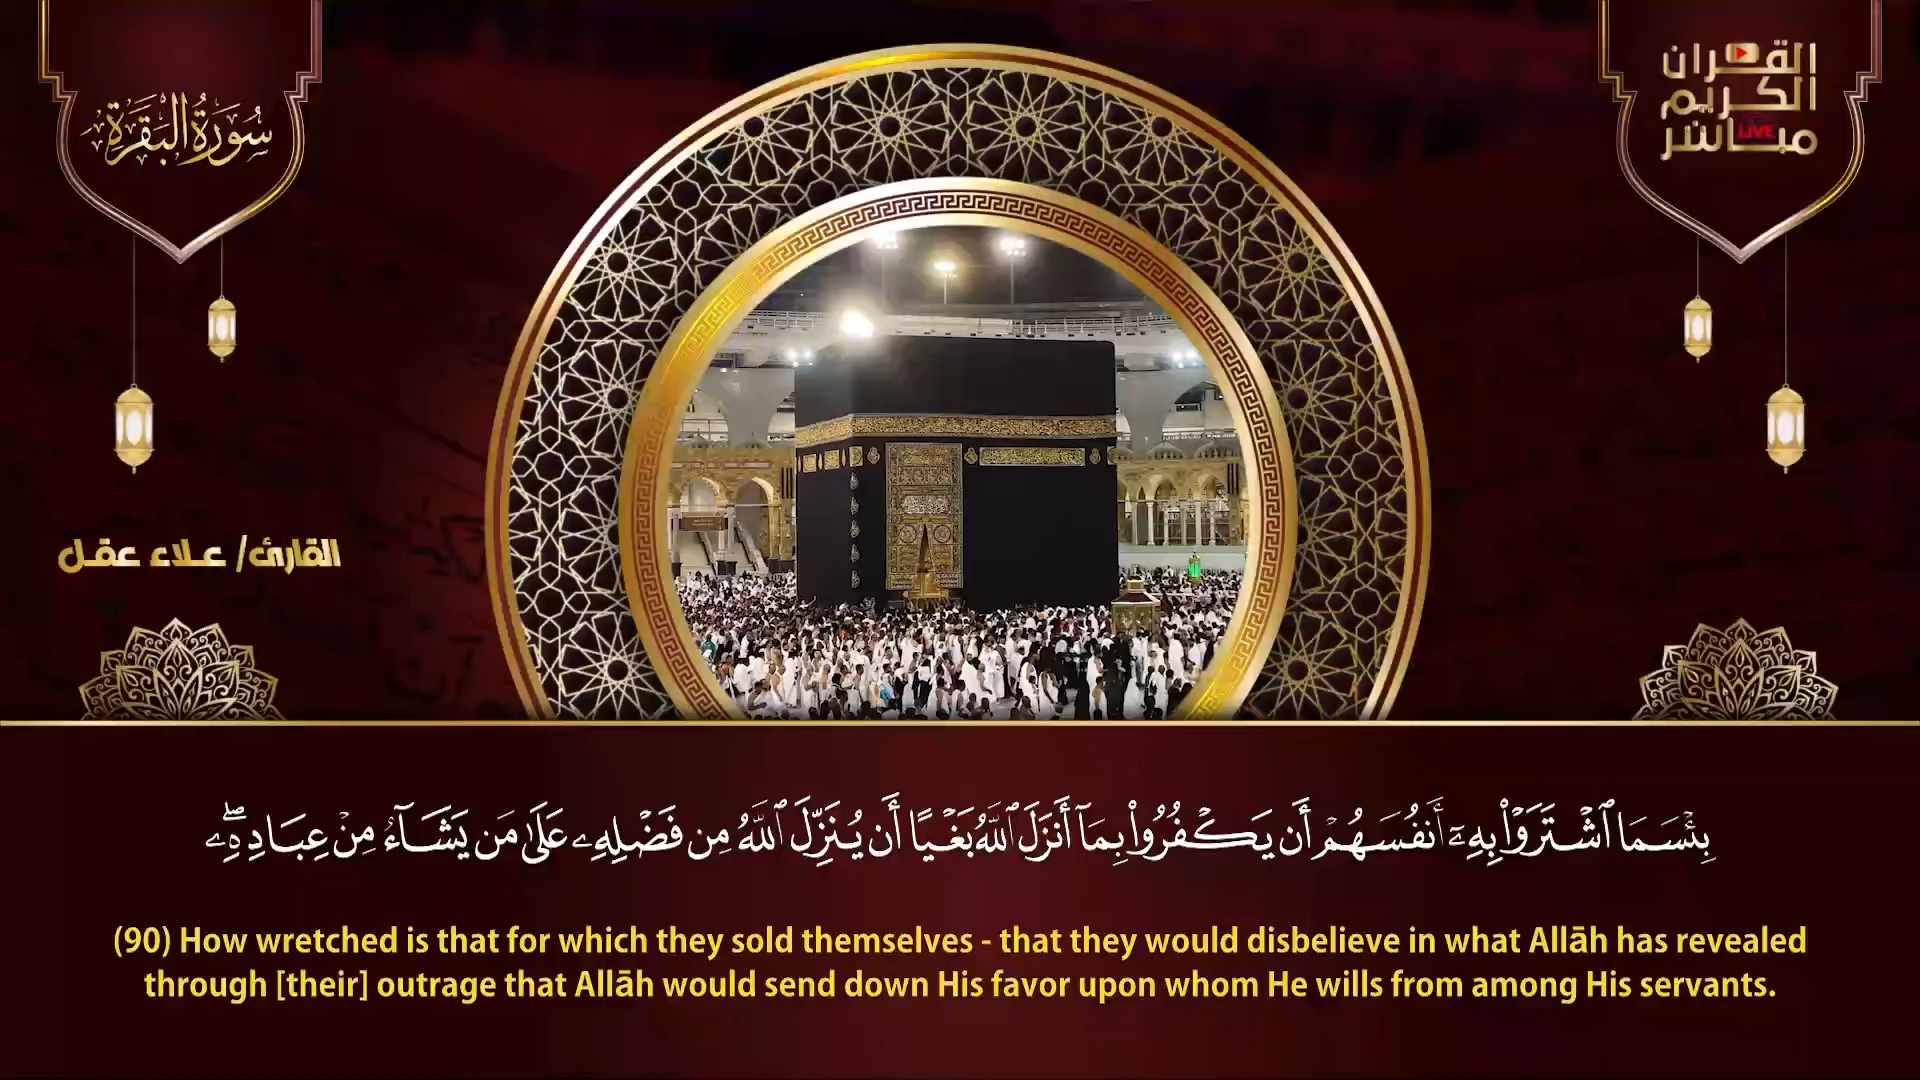 سُورَةُ البَقَرَةِ
القرآن
الكريم
مباشر
LIVE
القارئ/ علاء عقل
بِئْسَمَا ٱشْتَرَوْا۟ بِهِۦٓ أَنفُسَهُمْ أَن يَكْفُرُوا۟ بِمَآ أَنزَلَ ٱللَّهُ بَغْيًا أَن يُنَزِّلَ ٱللَّهُ مِن فَضْلِهِۦ عَلَىٰ مَن يَشَآءُ مِنْ عِبَادِهِۦۖ
(90) How wretched is that for which they sold themselves - that they would disbelieve in what Allāh has revealed
through [their] outrage that Allāh would send down His favor upon whom He wills from among His servants.